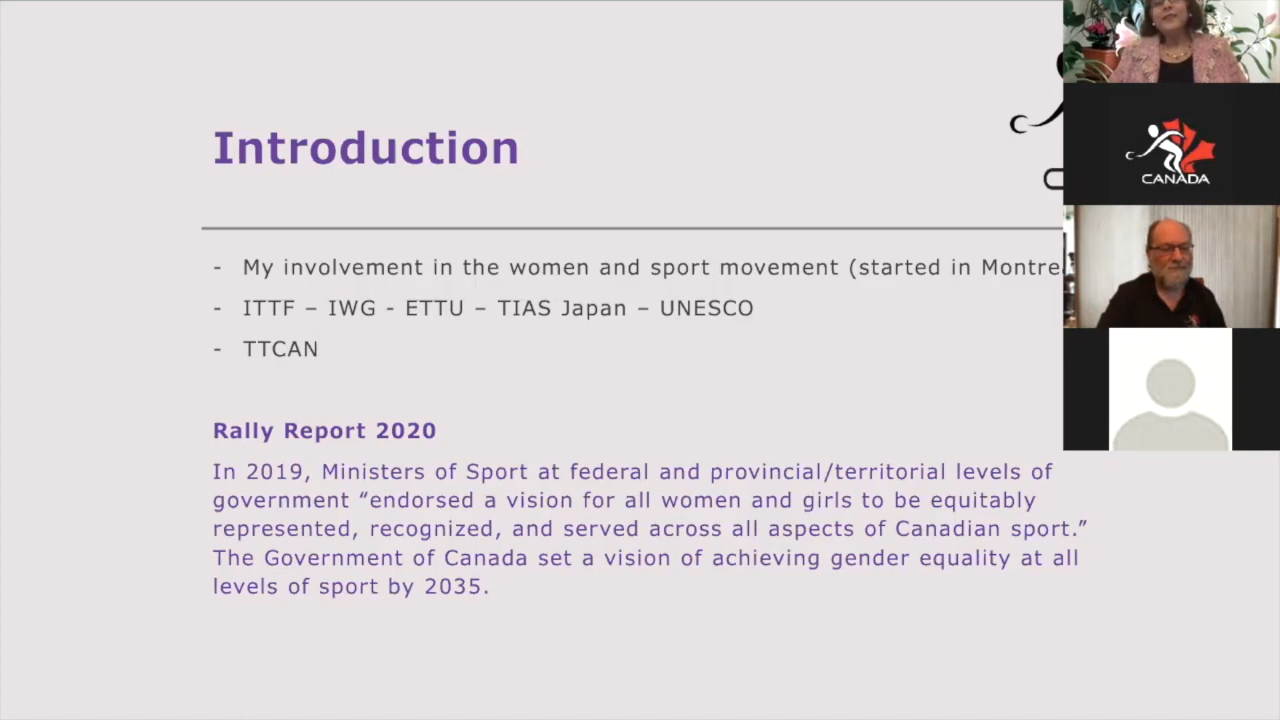 Introduction
- My involvement in the women and sport movement (started in
- ITTF – IWG - ETTU – TIAS Japan – UNESCO
- TTCAN
Rally Report 2020
In 2019, Ministers of Sport at federal and provincial/territorial levels of
government “endorsed a vision for all women and girls to be equitably
represented, recognized, and served across all aspects of Canadian sport.”
The Government of Canada set a vision of achieving gender equality at all
levels of sport by 2035.
CANADA